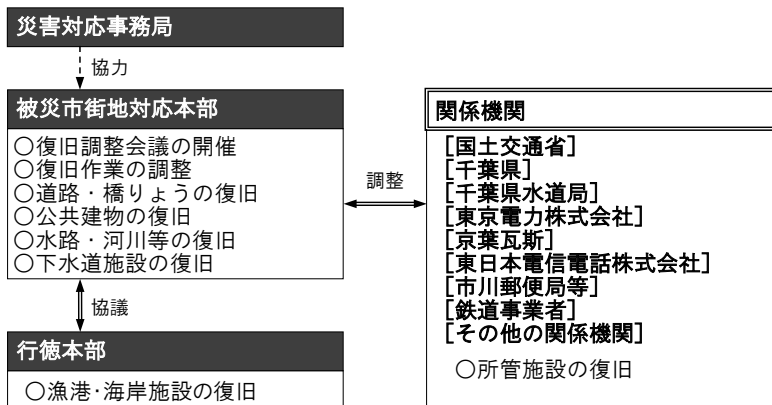 災害対応事務局
協力
被災市街地対応本部
○復旧調整会議の開催
○復旧作業の調整
○道路・橋りょうの復旧
○公共建物の復旧
○水路・河川等の復旧
○下水道施設の復旧
協議
行徳本部
○漁港・海岸施設の復旧
調整
関係機関
[国土交通省]
[千葉県]
[千葉県水道局]
[東京電力株式会社]
[京葉瓦斯]
[東日本電信電話株式会社]
[市川郵便局等]
[鉄道事業者]
[その他の関係機関]
○所管施設の復旧